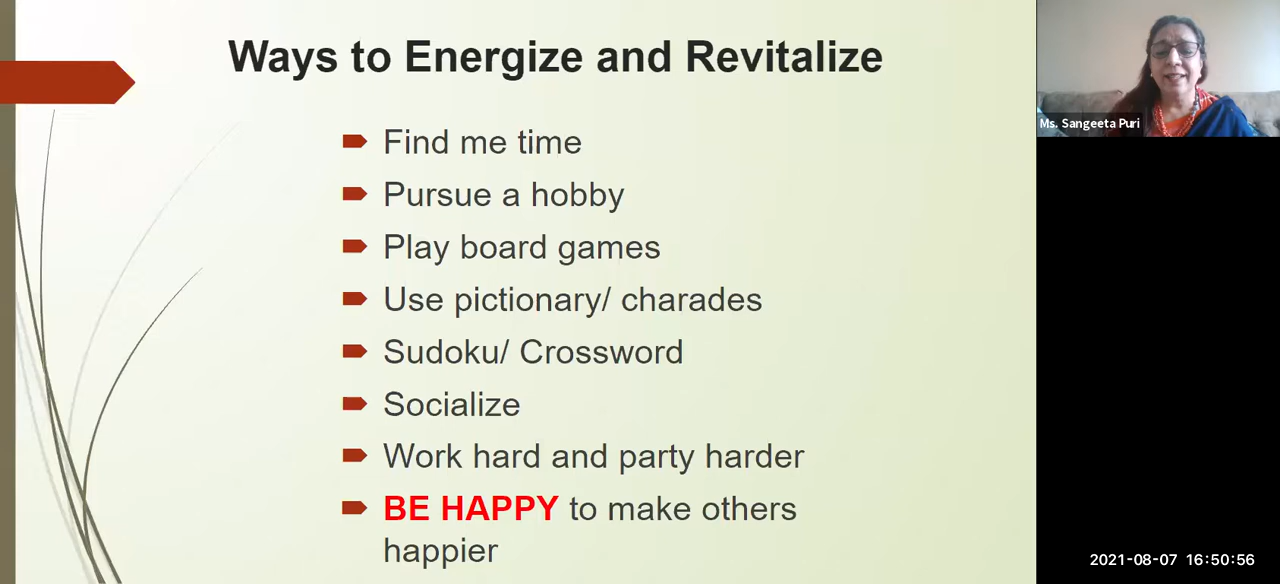 Ways to Energize and Revitalize
Find me time
Pursue a hobby
Play board games
Use pictionary/ charades
Sudoku/ Crossword
Socialize
Work hard and party harder
BE HAPPY to make others
happier
Ms. Sangeeta Puri
2021-08-07 16:50:56